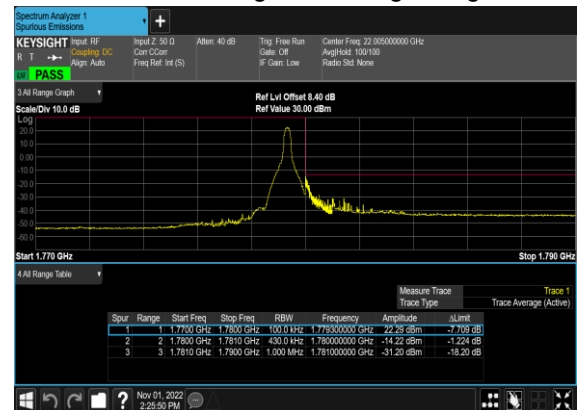 Spectrum Analyzer 1
Spurious Emissions
+
KEYSIGHT Input: RF Input Z: 50 Ω Atten: 40 dB Trig: Free Run Center Freq: 22.005000000 GHz
R T Coupling: DC Corr CCorr Gate: Off Avg|Hold: 100/100
Align: Auto Freq Ref: Int (S) IF Gain: Low Radio Std: None
PASS
3 All Range Graph Ref Lvl Offset 8.40 dB
Scale/Div 10.0 dB Ref Value 30.00 dBm
Log
20.0
10.0
0.00
-10.0
-20.0
-30.0
-40.0
-50.0
-60.0
Start 1.770 GHz Stop 1.790 GHz
4 All Range Table
Measure Trace Trace 1
Trace Type Trace Average (Active)
Spur Range Start Freq Stop Freq RBW Frequency Amplitude ΔLimit
1 1 1.7700 GHz 1.7800 GHz 100.0 kHz 1.779300000 GHz 22.29 dBm -7.709 dB
2 2 1.7800 GHz 1.7810 GHz 430.0 kHz 1.780000000 GHz -14.22 dBm -1.224 dB
3 3 1.7810 GHz 1.7900 GHz 1.000 MHz 1.781000000 GHz -31.20 dBm -18.20 dB
? Nov 01, 2022
2:25:50 PM